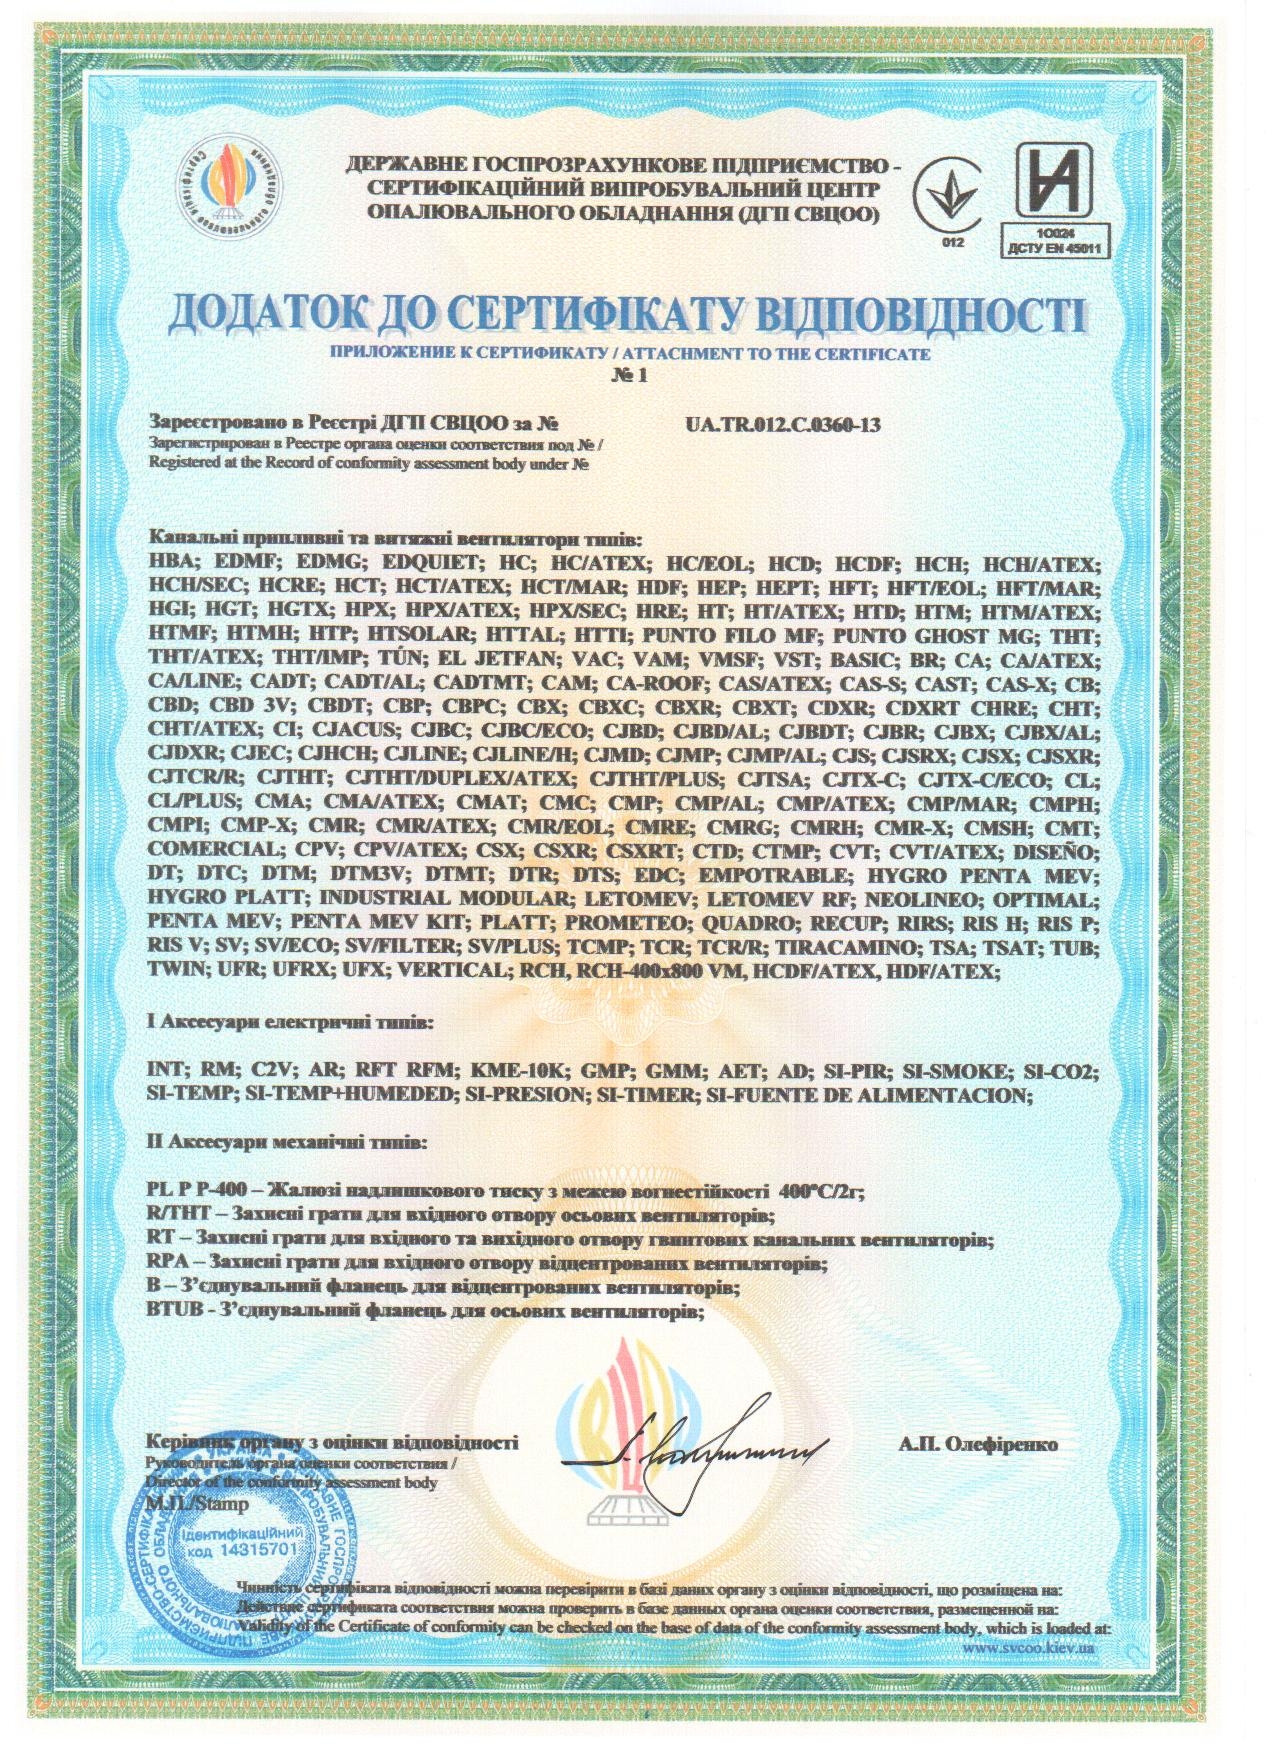 Сертифікація опалювального обладнання
ДЕРЖАВНЕ ГОСПРОЗРАХУНКОВЕ ПІДПРИЄМСТВО -
СЕРТИФІКАЦІЙНИЙ ВИПРОБУВАЛЬНИЙ ЦЕНТР
ОПАЛЮВАЛЬНОГО ОБЛАДНАННЯ (ДГП СВЦОО)
012
1О024
ДСТУ EN 45011
ДОДАТОК ДО СЕРТИФІКАТУ ВІДПОВІДНОСТІ
ПРИЛОЖЕНИЕ К СЕРТИФИКАТУ / ATTACHMENT TO THE CERTIFICATE
№ 1
Зареєстровано в Реєстрі ДГП СВЦОО за № UA.TR.012.C.0360-13
Зарегистрирован в Реестре органа оценки соответствия под № /
Registered at the Record of conformity assessment body under №
Канальні припливні та витяжні вентилятори типів:
HBA; EDMF; EDMG; EDQUIET; HC; HC/ATEX; HC/EOL; HCD; HCDF; HCH; HCH/ATEX;
HCH/SEC; HCRE; HCT; HCT/ATEX; HCT/MAR; HDF; HEP; HEPT; HFT; HFT/EOL; HFT/MAR;
HGI; HGT; HGTX; HPX; HPX/ATEX; HPX/SEC; HRE; HT; HT/ATEX; HTD; HTM; HTM/ATEX;
HTMF; HTMH; HTP; HTSOLAR; HTTAL; HTTI; PUNTO FILO MF; PUNTO GHOST MG; THT;
THT/ATEX; THT/IMP; TÚN; EL JETFAN; VAC; VAM; VMSF; VST; BASIC; BR; CA; CA/ATEX;
CA/LINE; CADT; CADT/AL; CADTMT; CAM; CA-ROOF; CAS/ATEX; CAS-S; CAST; CAS-X; CB;
CBD; CBD 3V; CBDT; CBP; CBPC; CBX; CBXC; CBXR; CBXT; CDXR; CDXRT CHRE; CHT;
CHT/ATEX; CI; CJACUS; CJBC; CJBC/ECO; CJBD; CJBD/AL; CJBDT; CJBR; CJBX; CJBX/AL;
CJDXR; CJEC; CJHCH; CJLINE; CJLINE/H; CJMD; CJMP; CJMP/AL; CJS; CJSRX; CJSX; CJSXR;
CJTCR/R; CJTHT; CJTHT/DUPLEX/ATEX; CJTHT/PLUS; CJTSA; CJTX-C; CJTX-C/ECO; CL;
CL/PLUS; CMA; CMA/ATEX; CMAT; CMC; CMP; CMP/AL; CMP/ATEX; CMP/MAR; CMPH;
CMPI; CMP-X; CMR; CMR/ATEX; CMR/EOL; CMRE; CMRG; CMRH; CMR-X; CMSH; CMT;
COMERCIAL; CPV; CPV/ATEX; CSX; CSXR; CSXRT; CTD; CTMP; CVT; CVT/ATEX; DISEÑO;
DT; DTC; DTM; DTM3V; DTMT; DTR; DTS; EDC; EMPOTRABLE; HYGRO PENTA MEV;
HYGRO PLATT; INDUSTRIAL MODULAR; LETOMEV; LETOMEV RF; NEOLINEO; OPTIMAL;
PENTA MEV; PENTA MEV KIT; PLATT; PROMETEO; QUADRO; RECUP; RIRS; RIS H; RIS P;
RIS V; SV; SV/ECO; SV/FILTER; SV/PLUS; TCMP; TCR; TCR/R; TIRACAMINO; TSA; TSAT; TUB;
TWIN; UFR; UFRX; UFX; VERTICAL; RCH, RCH-400x800 VM, HCDF/ATEX, HDF/ATEX;
І Аксесуари електричні типів:
INT; RM; C2V; AR; RFT RFM; KME-10K; GMP; GMM; AET; AD; SI-PIR; SI-SMOKE; SI-CO2;
SI-TEMP; SI-TEMP+HUMEDED; SI-PRESION; SI-TIMER; SI-FUENTE DE ALIMENTACION;
ІІ Аксесуари механічні типів:
PL P P-400 – Жалюзі надлишкового тиску з межею вогнестійкості 400°C/2г;
R/THT – Захисні грати для вхідного отвору осьових вентиляторів;
RT – Захисні грати для вхідного та вихідного отвору гвинтових канальних вентиляторів;
RPA – Захисні грати для вхідного отвору відцентрованих вентиляторів;
B – З’єднувальний фланець для відцентрованих вентиляторів;
BTUB - З’єднувальний фланець для осьових вентиляторів;
Керівник органу з оцінки відповідності А.П. Олефіренко
Руководитель органа оценки соответствия /
Director of the conformity assessment body
М.П./Stamp
Ідентифікаційний
код 14315701
Чинність сертифіката відповідності можна перевірити в базі даних органу з оцінки відповідності, що розміщена на:
Действие сертификата соответствия можна проверить в базе данных органа оценки соответствия, размещенной на:
Validity of the Certificate of conformity can be checked on the base of data of the conformity assessment body, which is loaded at:
www.svcoo.kiev.ua